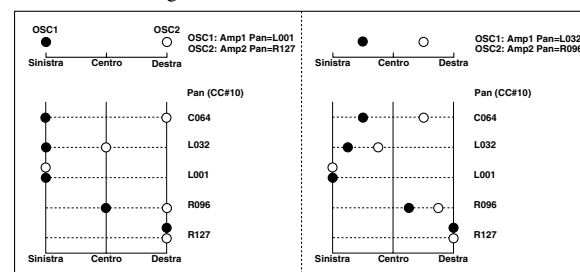 OSC1 OSC2
OSC1: Amp1 Pan=L001
OSC2: Amp2 Pan=R127
Sinistra Centro Destra
Pan (CC#10)
C064
L032
L001
R096
R127
Sinistra Centro Destra
OSC1: Amp1 Pan=L032
OSC2: Amp2 Pan=R096
Sinistra Centro Destra
Pan (CC#10)
C064
L032
L001
R096
R127
Sinistra Centro Destra